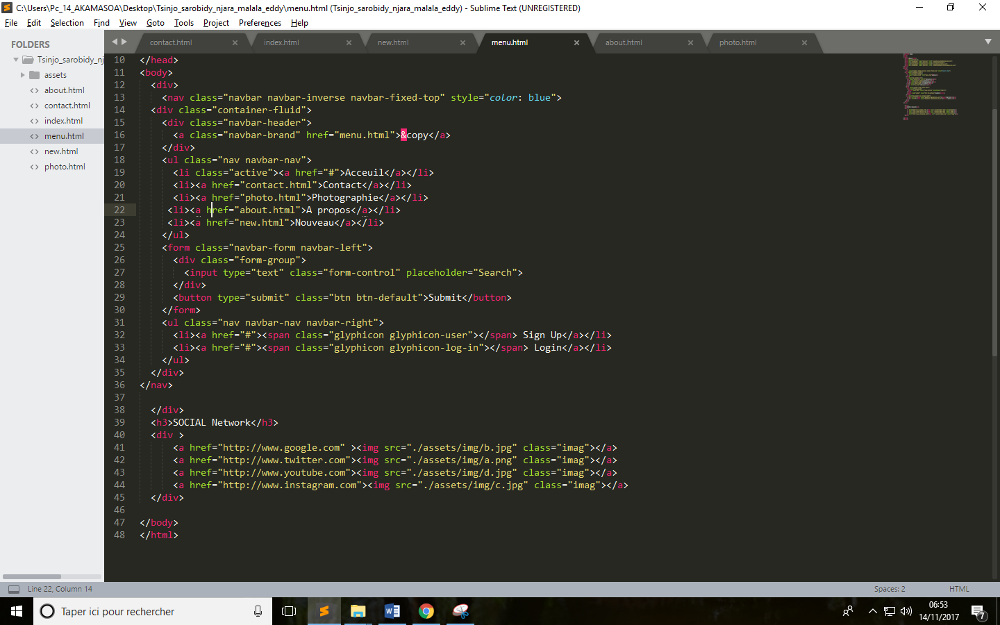 C:\Users\Pc_14_AKAMASOA\Desktop\Tsinjo_sarobidy_njara_malala_eddy\menu.html (Tsinjo_sarobidy_njara_malala_eddy) - Sublime Text (UNREGISTERED)
File Edit Selection Find View Goto Tools Project Preferences Help
FOLDERS
Tsinjo_sarobidy_nj
assets
about.html
contact.html
index.html
menu.html
new.html
photo.html
contact.html × index.html × new.html × menu.html × about.html × photo.html ×
10 </head>
11 <body>
12 <div>
13 <nav class="navbar navbar-inverse navbar-fixed-top" style="color: blue">
14 <div class="container-fluid">
15 <div class="navbar-header">
16 <a class="navbar-brand" href="menu.html">&copy</a>
17 </div>
18 <ul class="nav navbar-nav">
19 <li class="active"><a href="#">Acceuil</a></li>
20 <li><a href="contact.html">Contact</a></li>
21 <li><a href="photo.html">Photographie</a></li>
22 <li><a href="about.html">A propos</a></li>
23 <li><a href="new.html">Nouveau</a></li>
24 </ul>
25 <form class="navbar-form navbar-left">
26 <div class="form-group">
27 <input type="text" class="form-control" placeholder="Search">
28 </div>
29 <button type="submit" class="btn btn-default">Submit</button>
30 </form>
31 <ul class="nav navbar-nav navbar-right">
32 <li><a href="#"><span class="glyphicon glyphicon-user"></span> Sign Up</a></li>
33 <li><a href="#"><span class="glyphicon glyphicon-log-in"></span> Login</a></li>
34 </ul>
35 </div>
36 </nav>
37
38 </div>
39 <h3>SOCIAL Network</h3>
40 <div >
41 <a href="http://www.google.com" ><img src="./assets/img/b.jpg" class="imag"></a>
42 <a href="http://www.twitter.com"><img src="./assets/img/a.png" class="imag"></a>
43 <a href="http://www.youtube.com"><img src="./assets/img/d.jpg" class="imag"></a>
44 <a href="http://www.instagram.com"><img src="./assets/img/c.jpg" class="imag"></a>
45 </div>
46
47 </body>
48 </html>
Line 22, Column 14 Spaces: 2 HTML
Taper ici pour rechercher
06:53
14/11/2017
7